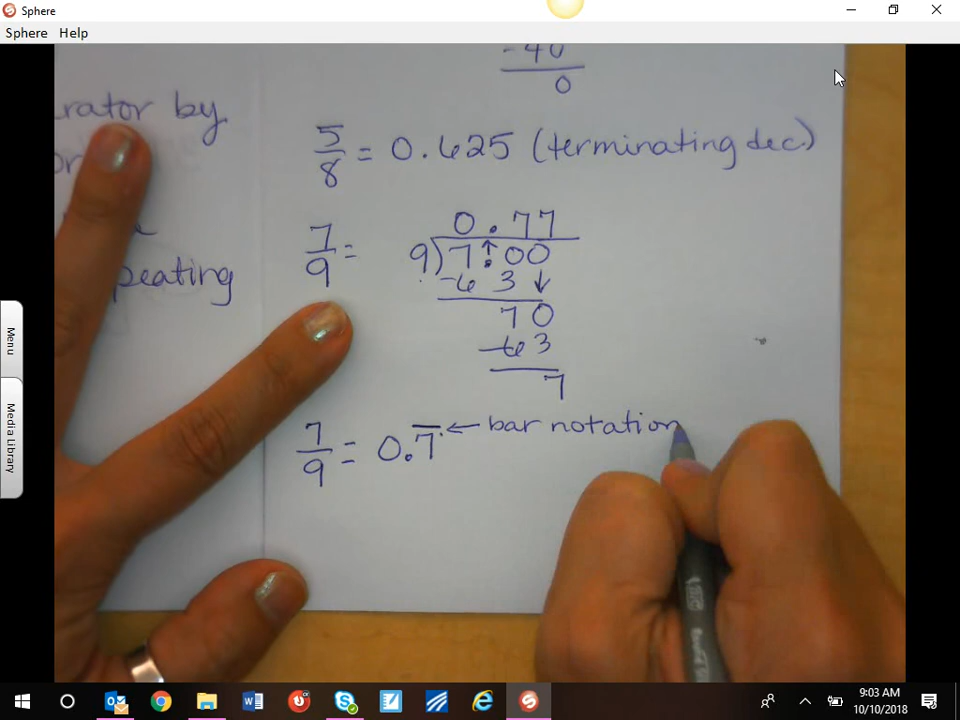 Sphere
Sphere Help
-40
0
erator by
5/8 = 0.625 (terminating dec.)
0.77
7/9 = 9)7.00
-63
peating
70
-63
7
7/9 = 0.7̅ ← bar notation
Menu
Media Library
9:03 AM
10/10/2018